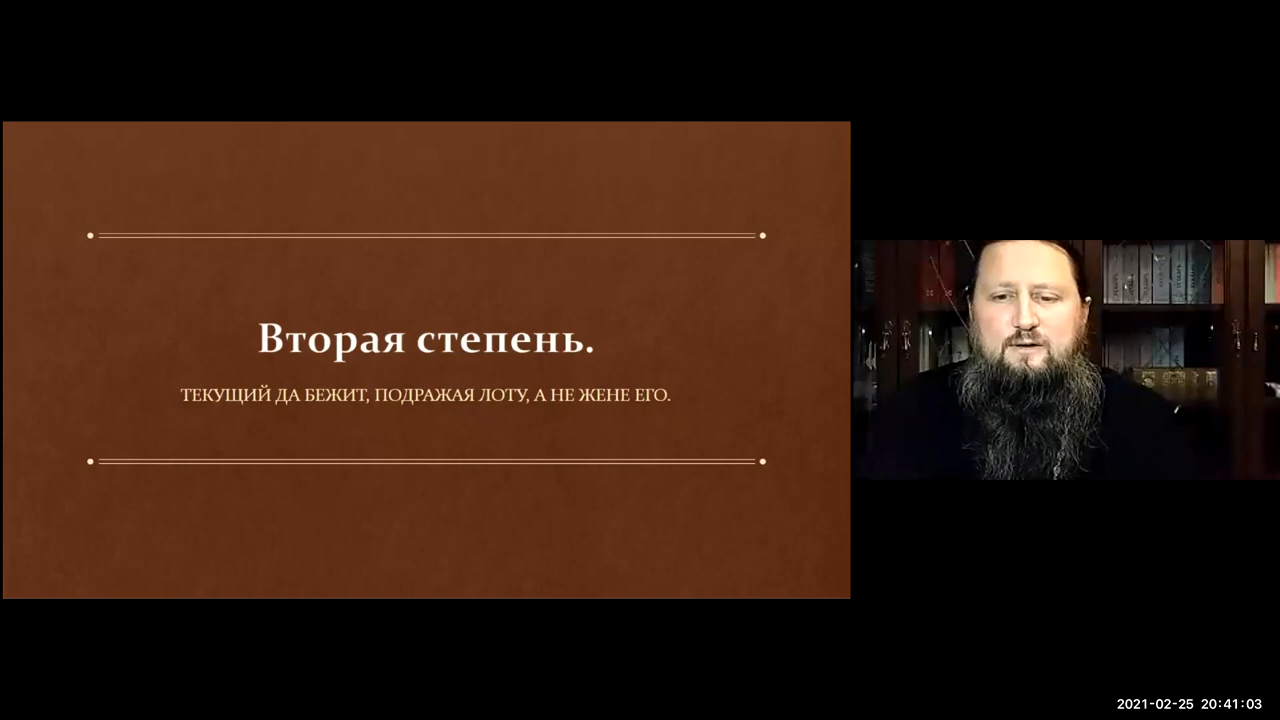 Вторая степень.
ТЕКУЩИЙ ДА БЕЖИТ, ПОДРАЖАЯ ЛОТУ, А НЕ ЖЕНЕ ЕГО.
2021-02-25 20:41:03